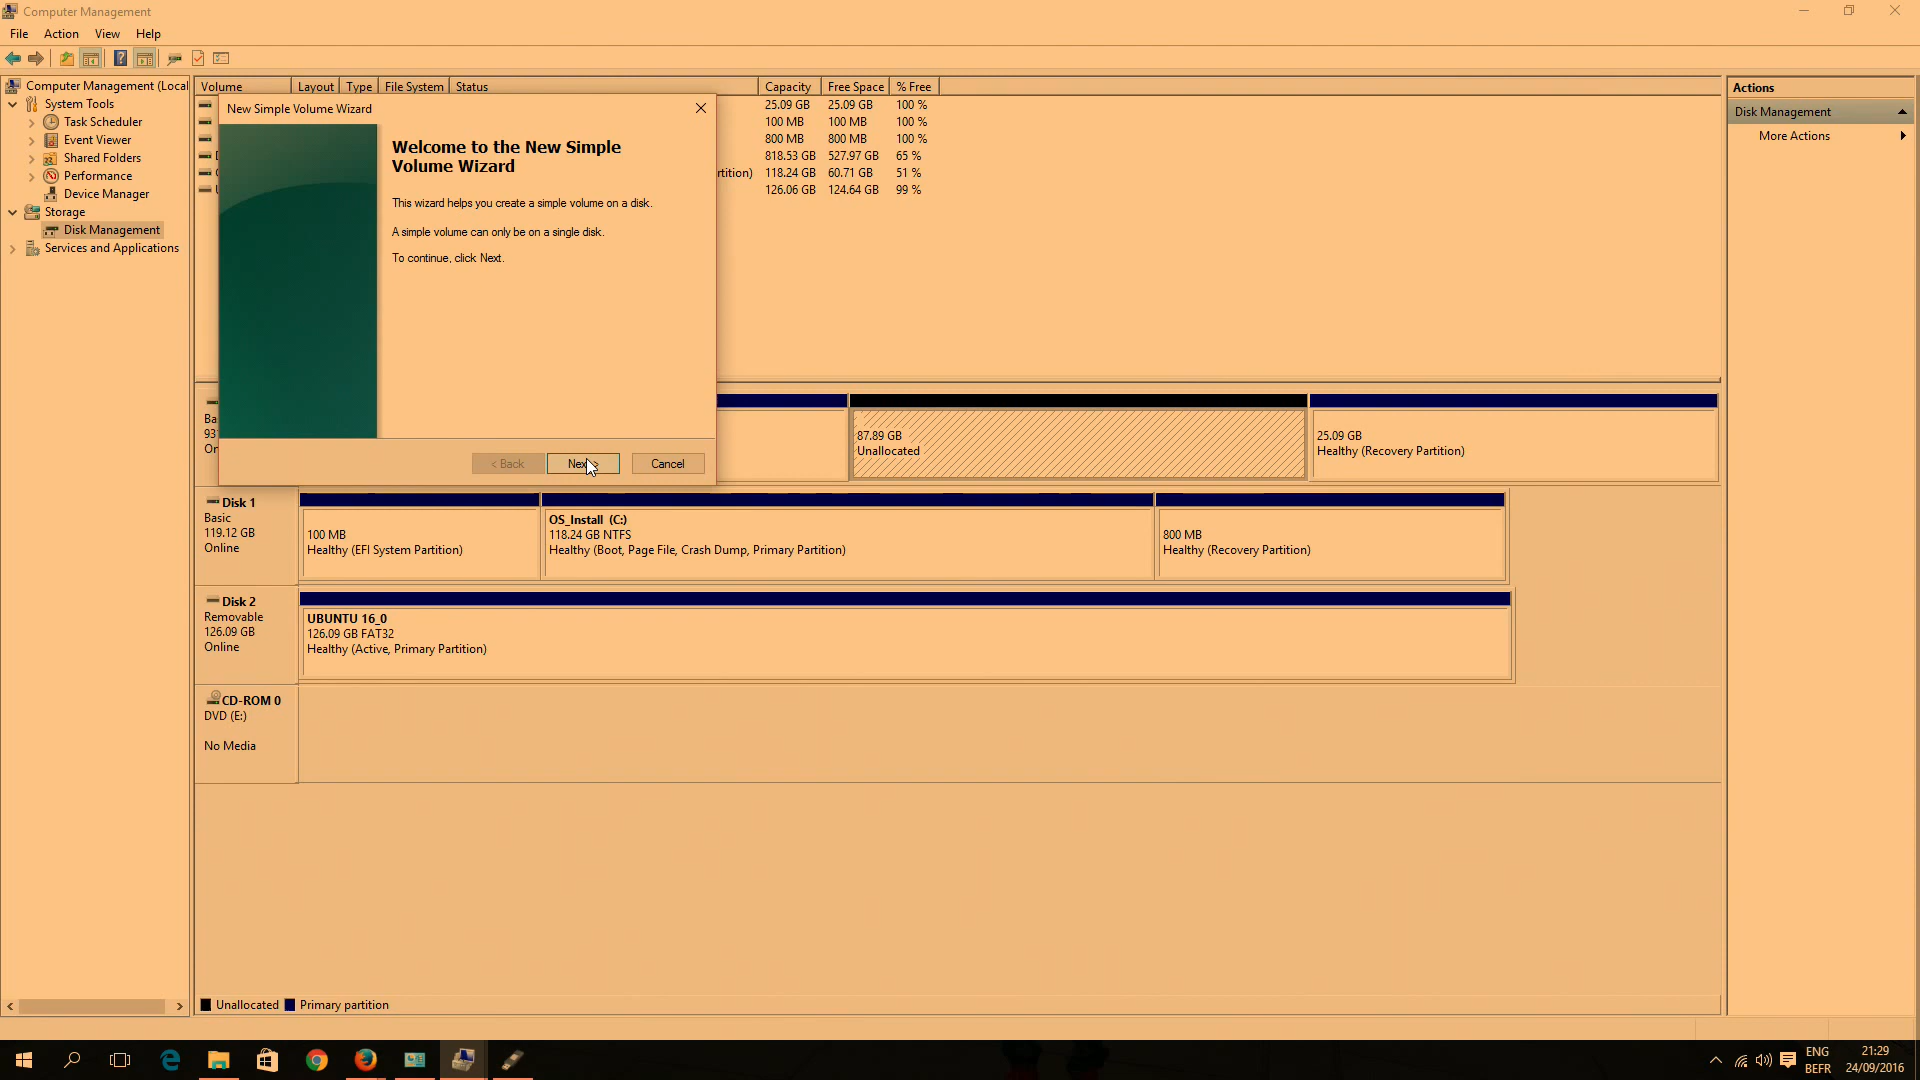 Computer Management
File Action View Help
Computer Management (Local
System Tools
Task Scheduler
Event Viewer
Shared Folders
Performance
Device Manager
Storage
Disk Management
Services and Applications
Volume Layout Type File System Status Capacity Free Space % Free
25.09 GB 25.09 GB 100 %
100 MB 100 MB 100 %
800 MB 800 MB 100 %
818.53 GB 527.97 GB 65 %
rtition) 118.24 GB 60.71 GB 51 %
126.06 GB 124.64 GB 99 %
New Simple Volume Wizard
Welcome to the New Simple
Volume Wizard
This wizard helps you create a simple volume on a disk.
A simple volume can only be on a single disk.
To continue, click Next.
< Back
Cancel
Ba
931
On
87.89 GB
Unallocated
25.09 GB
Healthy (Recovery Partition)
Disk 1
Basic
119.12 GB
Online
100 MB
Healthy (EFI System Partition)
OS_Install (C:)
118.24 GB NTFS
Healthy (Boot, Page File, Crash Dump, Primary Partition)
800 MB
Healthy (Recovery Partition)
Disk 2
Removable
126.09 GB
Online
UBUNTU 16_0
126.09 GB FAT32
Healthy (Active, Primary Partition)
CD-ROM 0
DVD (E:)
No Media
Unallocated Primary partition
Actions
Disk Management
More Actions
ENG
BEFR
21:29
24/09/2016